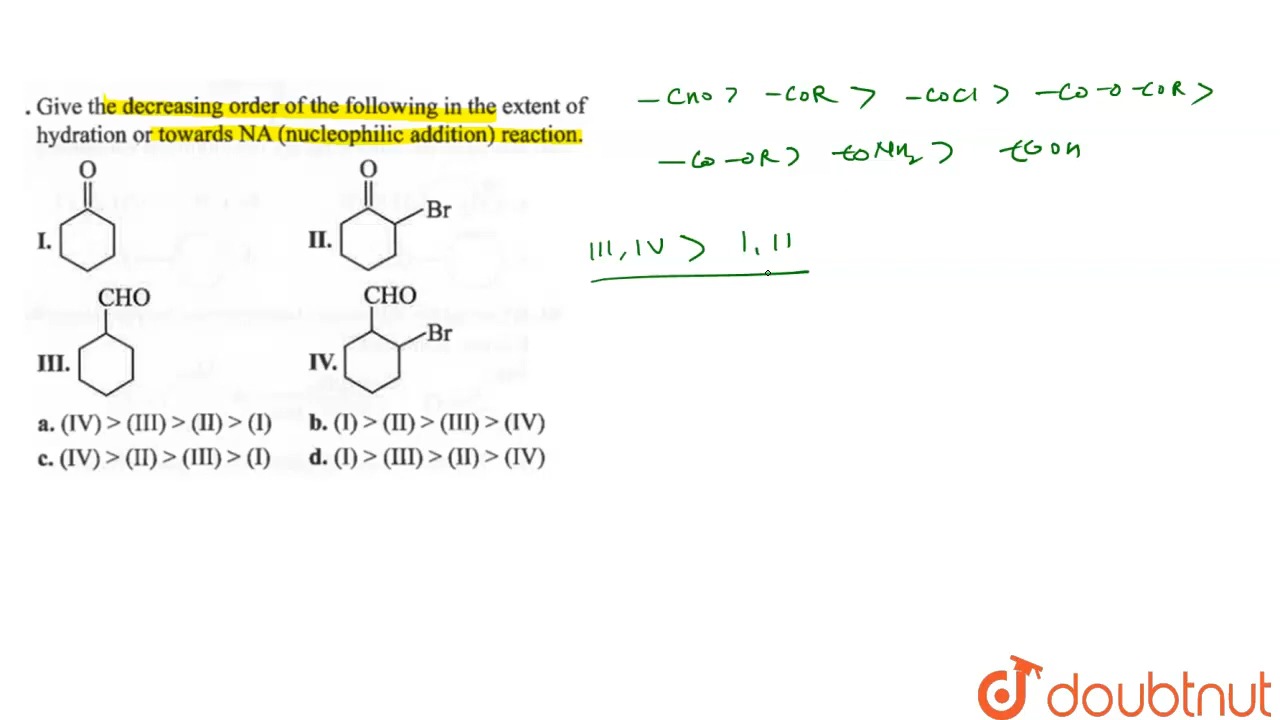 . Give the decreasing order of the following in the extent of
hydration or towards NA (nucleophilic addition) reaction.
O
I.
O
Br
II.
CHO
III.
CHO
Br
IV.
a. (IV) > (III) > (II) > (I)
b. (I) > (II) > (III) > (IV)
c. (IV) > (II) > (III) > (I)
d. (I) > (III) > (II) > (IV)
-CHO > -COR > -COCl > -CO-O-COR >
-CO-OR > -CONH2 > -COOH
III, IV > I, II
doubtnut